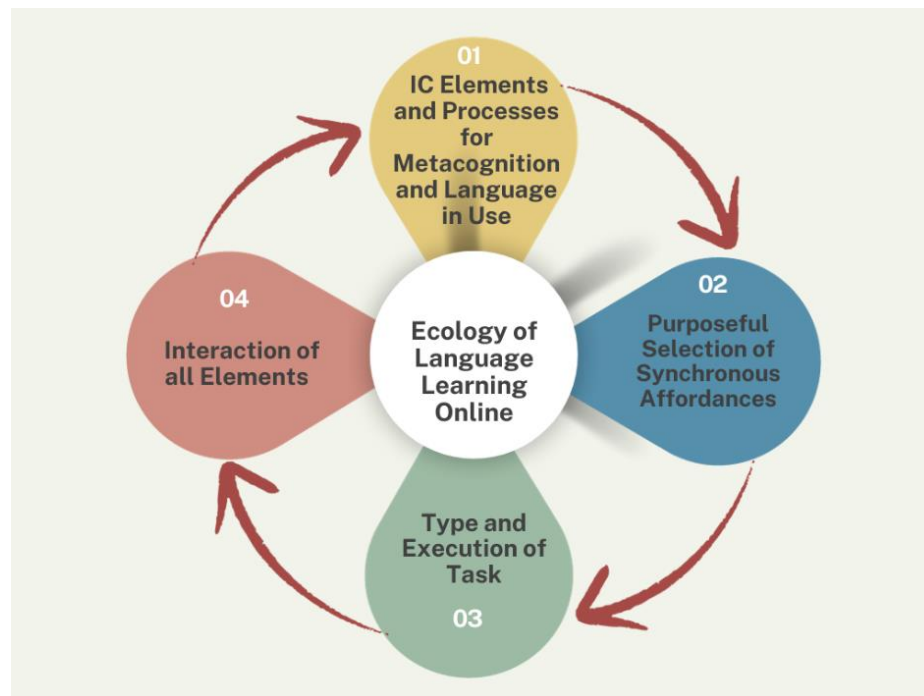 01
IC Elements
and Processes
for
Metacognition
and Language
in Use
02
Purposeful
Selection of
Synchronous
Affordances
Type and
Execution of
Task
03
04
Interaction of
all Elements
Ecology of
Language
Learning
Online